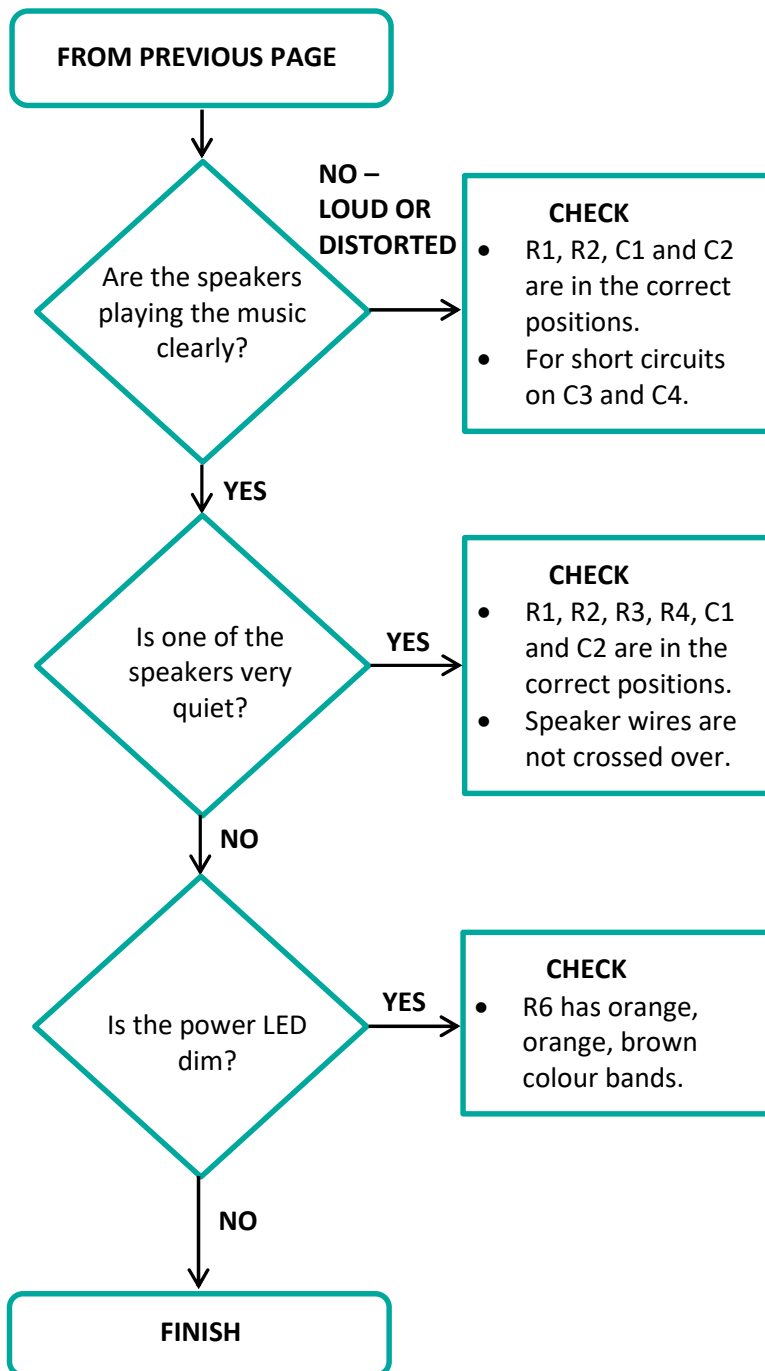 FROM PREVIOUS PAGE
NO –
LOUD OR
DISTORTED
Are the speakers
playing the music
clearly?
CHECK
• R1, R2, C1 and C2
are in the correct
positions.
• For short circuits
on C3 and C4.
YES
Is one of the
speakers very
quiet?
YES
CHECK
• R1, R2, R3, R4, C1
and C2 are in the
correct positions.
• Speaker wires are
not crossed over.
NO
Is the power LED
dim?
YES
CHECK
• R6 has orange,
orange, brown
colour bands.
NO
FINISH